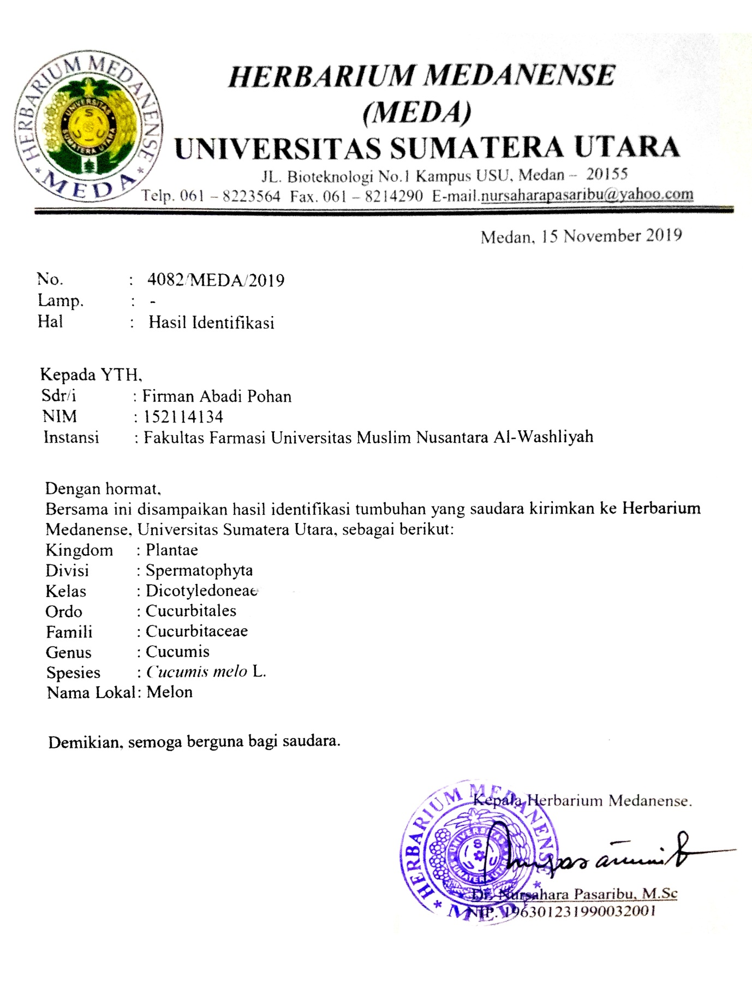 HERBARIUM MEDANENSE
MEDA
UNIVERSITAS
SUMATERA UTARA
S
U
HERBARIUM MEDANENSE
(MEDA)
UNIVERSITAS SUMATERA UTARA
JL. Bioteknologi No.1 Kampus USU, Medan – 20155
Telp. 061 – 8223564 Fax. 061 – 8214290 E-mail.nursaharapasaribu@yahoo.com
Medan, 15 November 2019
No. : 4082/MEDA/2019
Lamp. : -
Hal : Hasil Identifikasi
Kepada YTH,
Sdr/i : Firman Abadi Pohan
NIM : 152114134
Instansi : Fakultas Farmasi Universitas Muslim Nusantara Al-Washliyah
Dengan hormat,
Bersama ini disampaikan hasil identifikasi tumbuhan yang saudara kirimkan ke Herbarium
Medanense, Universitas Sumatera Utara, sebagai berikut:
Kingdom : Plantae
Divisi : Spermatophyta
Kelas : Dicotyledoneae
Ordo : Cucurbitales
Famili : Cucurbitaceae
Genus : Cucumis
Spesies : Cucumis melo L.
Nama Lokal: Melon
Demikian, semoga berguna bagi saudara.
Kepala Herbarium Medanense.
HERBARIUM MEDANENSE
UNIVERSITAS
SUMATERA UTARA
S
U
MEDA
Dr. Nursahara Pasaribu, M.Sc
NIP. 196301231990032001